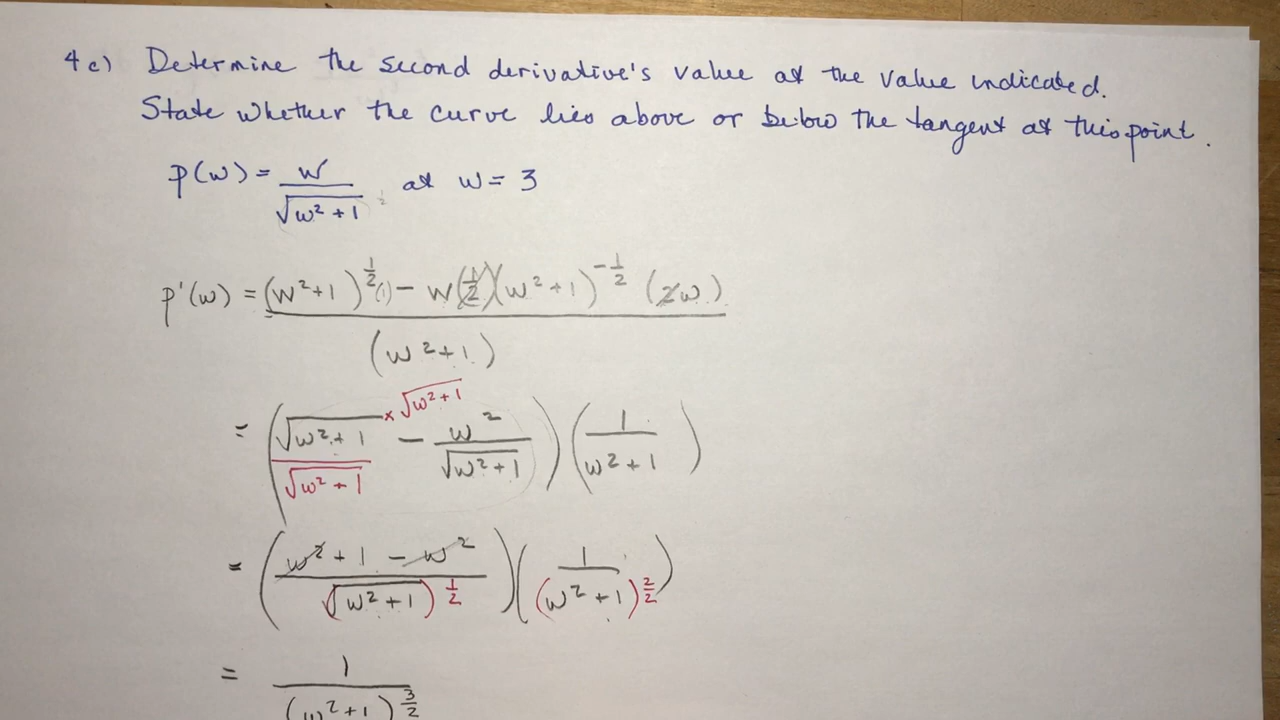 4 c) Determine the second derivative's value at the value indicated.
State whether the curve lies above or below the tangent at this point.
p(w) = w / √(w² + 1) at w = 3
p'(w) = ((w²+1)^(1/2) (1) − w(1/2)(w²+1)^(−1/2) (2w)) / (w²+1)
= (√(w²+1) × √(w²+1) / √(w²+1) − w² / √(w²+1)) (1 / (w²+1))
= ((w² + 1 − w²) / (√(w²+1))^(1/2)) (1 / (w²+1)^(2/2))
= 1 / (w²+1)^(3/2)